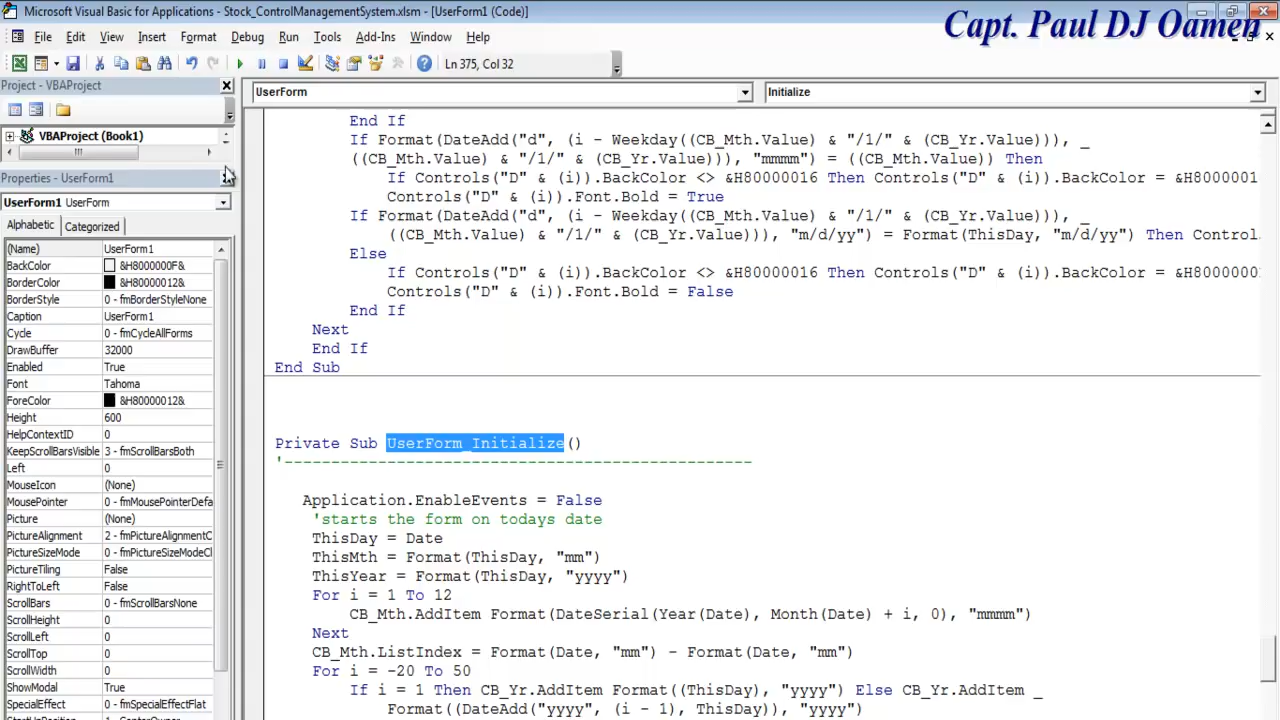 Microsoft Visual Basic for Applications - Stock_ControlManagementSystem.xlsm - [UserForm1 (Code)]
Capt. Paul DJ Oamen
File Edit View Insert Format Debug Run Tools Add-Ins Window Help
Ln 375, Col 32
Project - VBAProject
VBAProject (Book1)
Properties - UserForm1
UserForm1 UserForm
Alphabetic Categorized
(Name) UserForm1
BackColor &H8000000F&
BorderColor &H80000012&
BorderStyle 0 - fmBorderStyleNone
Caption UserForm1
Cycle 0 - fmCycleAllForms
DrawBuffer 32000
Enabled True
Font Tahoma
ForeColor &H80000012&
Height 600
HelpContextID 0
KeepScrollBarsVisible 3 - fmScrollBarsBoth
Left 0
MouseIcon (None)
MousePointer 0 - fmMousePointerDefa
Picture (None)
PictureAlignment 2 - fmPictureAlignmentC
PictureSizeMode 0 - fmPictureSizeModeCl
PictureTiling False
RightToLeft False
ScrollBars 0 - fmScrollBarsNone
ScrollHeight 0
ScrollLeft 0
ScrollTop 0
ScrollWidth 0
ShowModal True
SpecialEffect 0 - fmSpecialEffectFlat
UserForm
Initialize
End If
If Format(DateAdd("d", (i - Weekday((CB_Mth.Value) & "/1/" & (CB_Yr.Value))), _
((CB_Mth.Value) & "/1/" & (CB_Yr.Value))), "mmmm") = ((CB_Mth.Value)) Then
If Controls("D" & (i)).BackColor <> &H80000016 Then Controls("D" & (i)).BackColor = &H8000001
Controls("D" & (i)).Font.Bold = True
If Format(DateAdd("d", (i - Weekday((CB_Mth.Value) & "/1/" & (CB_Yr.Value))), _
((CB_Mth.Value) & "/1/" & (CB_Yr.Value))), "m/d/yy") = Format(ThisDay, "m/d/yy") Then Control
Else
If Controls("D" & (i)).BackColor <> &H80000016 Then Controls("D" & (i)).BackColor = &H8000000
Controls("D" & (i)).Font.Bold = False
End If
Next
End If
End Sub
Private Sub UserForm_Initialize()
'--------------------------------------------------
Application.EnableEvents = False
'starts the form on todays date
ThisDay = Date
ThisMth = Format(ThisDay, "mm")
ThisYear = Format(ThisDay, "yyyy")
For i = 1 To 12
CB_Mth.AddItem Format(DateSerial(Year(Date), Month(Date) + i, 0), "mmmm")
Next
CB_Mth.ListIndex = Format(Date, "mm") - Format(Date, "mm")
For i = -20 To 50
If i = 1 Then CB_Yr.AddItem Format((ThisDay), "yyyy") Else CB_Yr.AddItem _
Format((DateAdd("yyyy", (i - 1), ThisDay)), "yyyy")